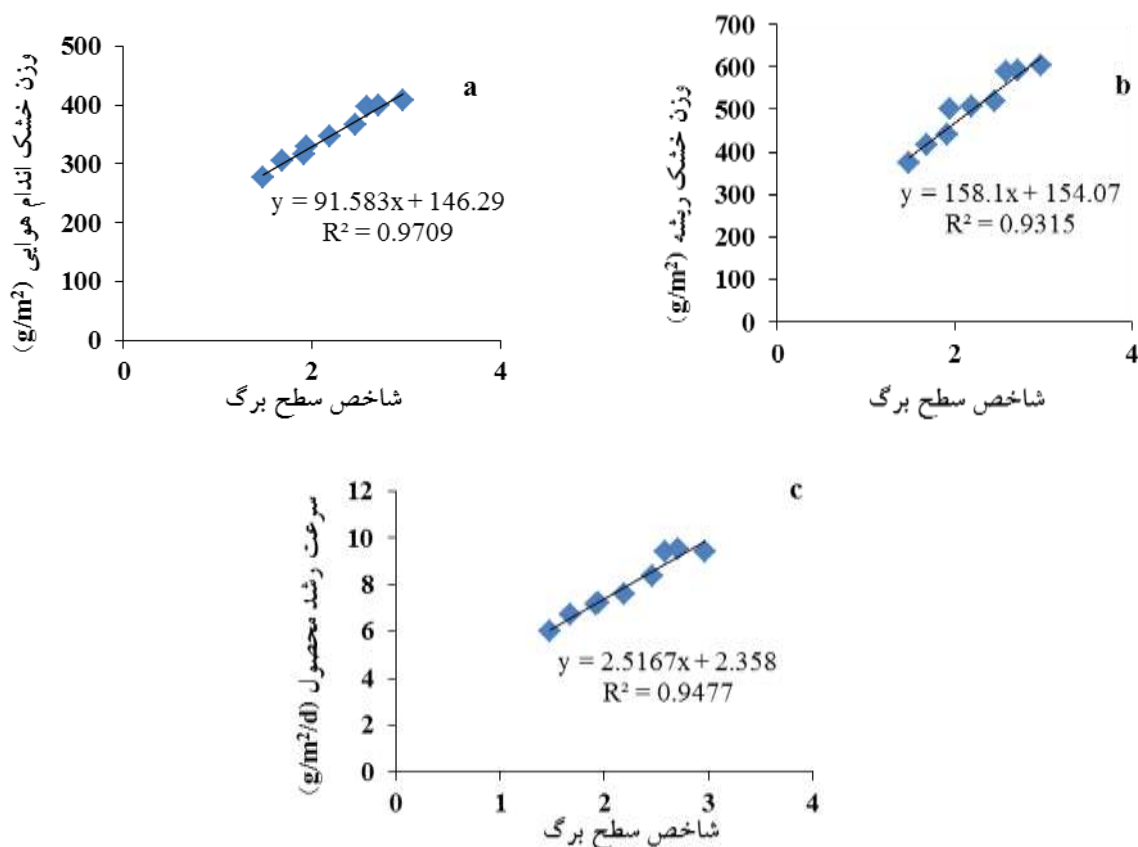 a
وزن خشک اندام هوایی (g/m²)
500
400
300
200
100
0
y = 91.583x + 146.29
R² = 0.9709
0 2 4
شاخص سطح برگ
b
وزن خشک ریشه (g/m²)
700
600
500
400
300
200
100
0
y = 158.1x + 154.07
R² = 0.9315
0 2 4
شاخص سطح برگ
c
سرعت رشد محصول (g/m²/d)
12
10
8
6
4
2
0
y = 2.5167x + 2.358
R² = 0.9477
0 1 2 3 4
شاخص سطح برگ